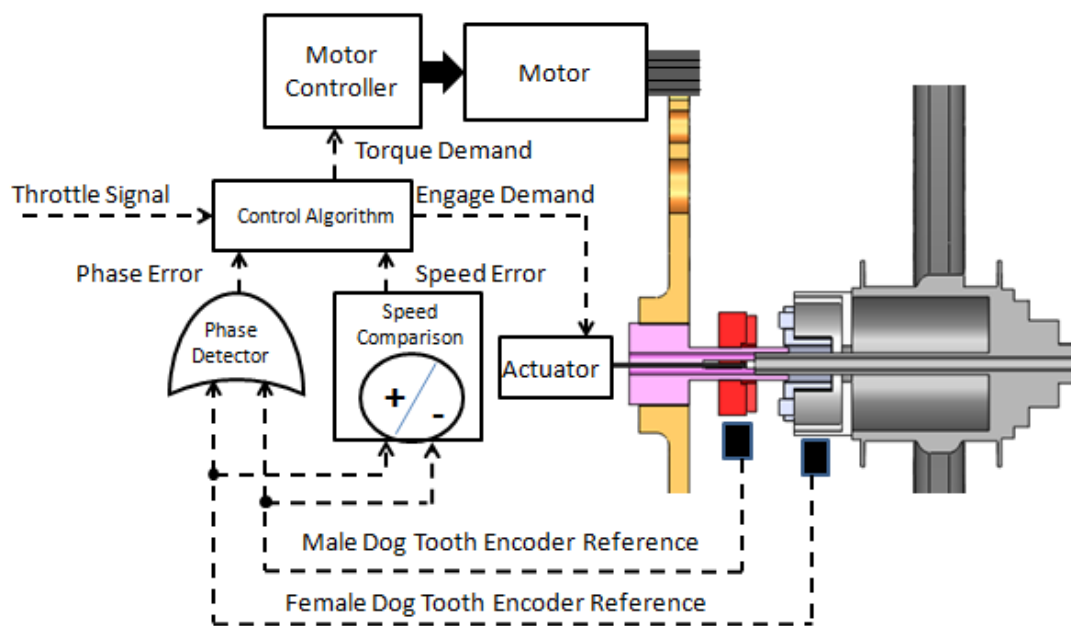 Motor
Controller
Motor
Torque Demand
Throttle Signal
Control Algorithm
Engage Demand
Phase Error
Speed Error
Phase
Detector
Speed
Comparison
+
-
Actuator
Male Dog Tooth Encoder Reference
Female Dog Tooth Encoder Reference